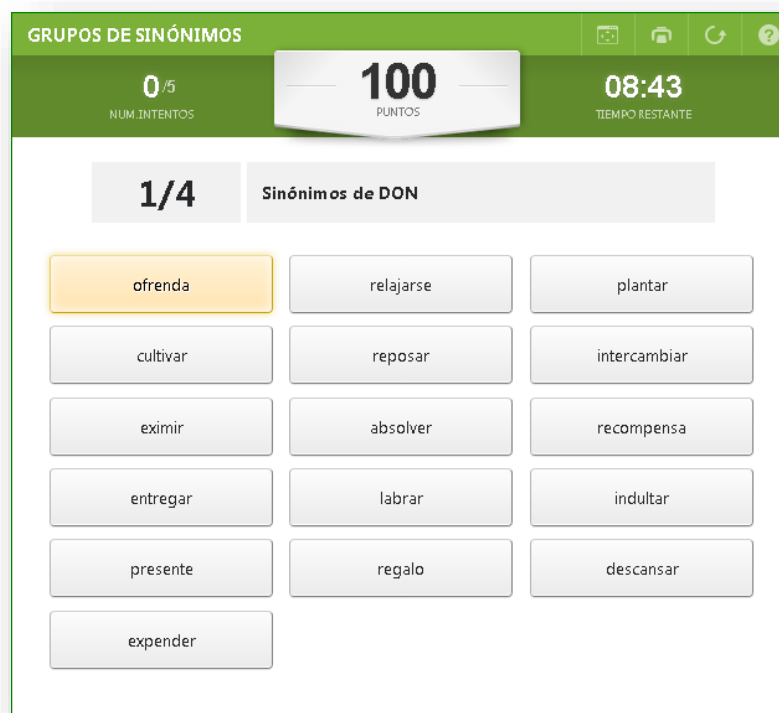 GRUPOS DE SINÓNIMOS
?
0/5
NUM.INTENTOS
100
PUNTOS
08:43
TIEMPO RESTANTE
1/4 Sinónimos de DON
ofrenda relajarse plantar
cultivar reposar intercambiar
eximir absolver recompensa
entregar labrar indultar
presente regalo descansar
expender